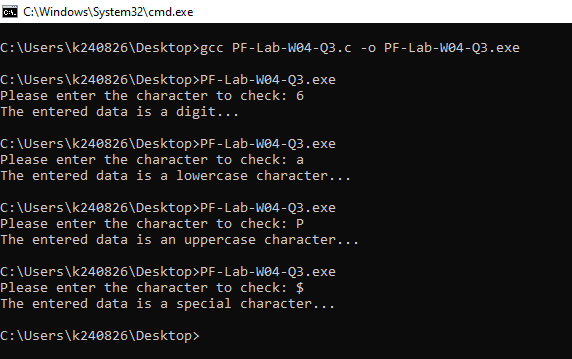 C:\Windows\System32\cmd.exe
C:\Users\k240826\Desktop>gcc PF-Lab-W04-Q3.c -o PF-Lab-W04-Q3.exe
C:\Users\k240826\Desktop>PF-Lab-W04-Q3.exe
Please enter the character to check: 6
The entered data is a digit...
C:\Users\k240826\Desktop>PF-Lab-W04-Q3.exe
Please enter the character to check: a
The entered data is a lowercase character...
C:\Users\k240826\Desktop>PF-Lab-W04-Q3.exe
Please enter the character to check: P
The entered data is an uppercase character...
C:\Users\k240826\Desktop>PF-Lab-W04-Q3.exe
Please enter the character to check: $
The entered data is a special character...
C:\Users\k240826\Desktop>